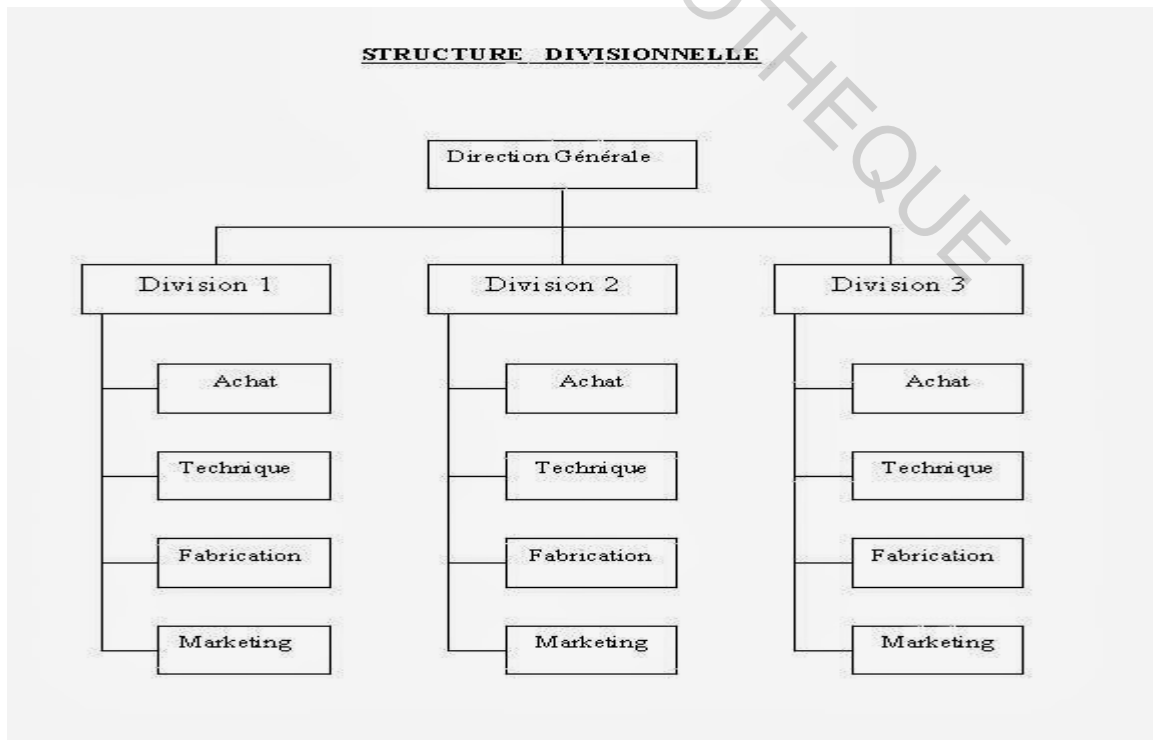 STRUCTURE DIVISIONNELLE
Direction Générale
Division 1
Division 2
Division 3
Achat
Achat
Achat
Technique
Technique
Technique
Fabrication
Fabrication
Fabrication
Marketing
Marketing
Marketing